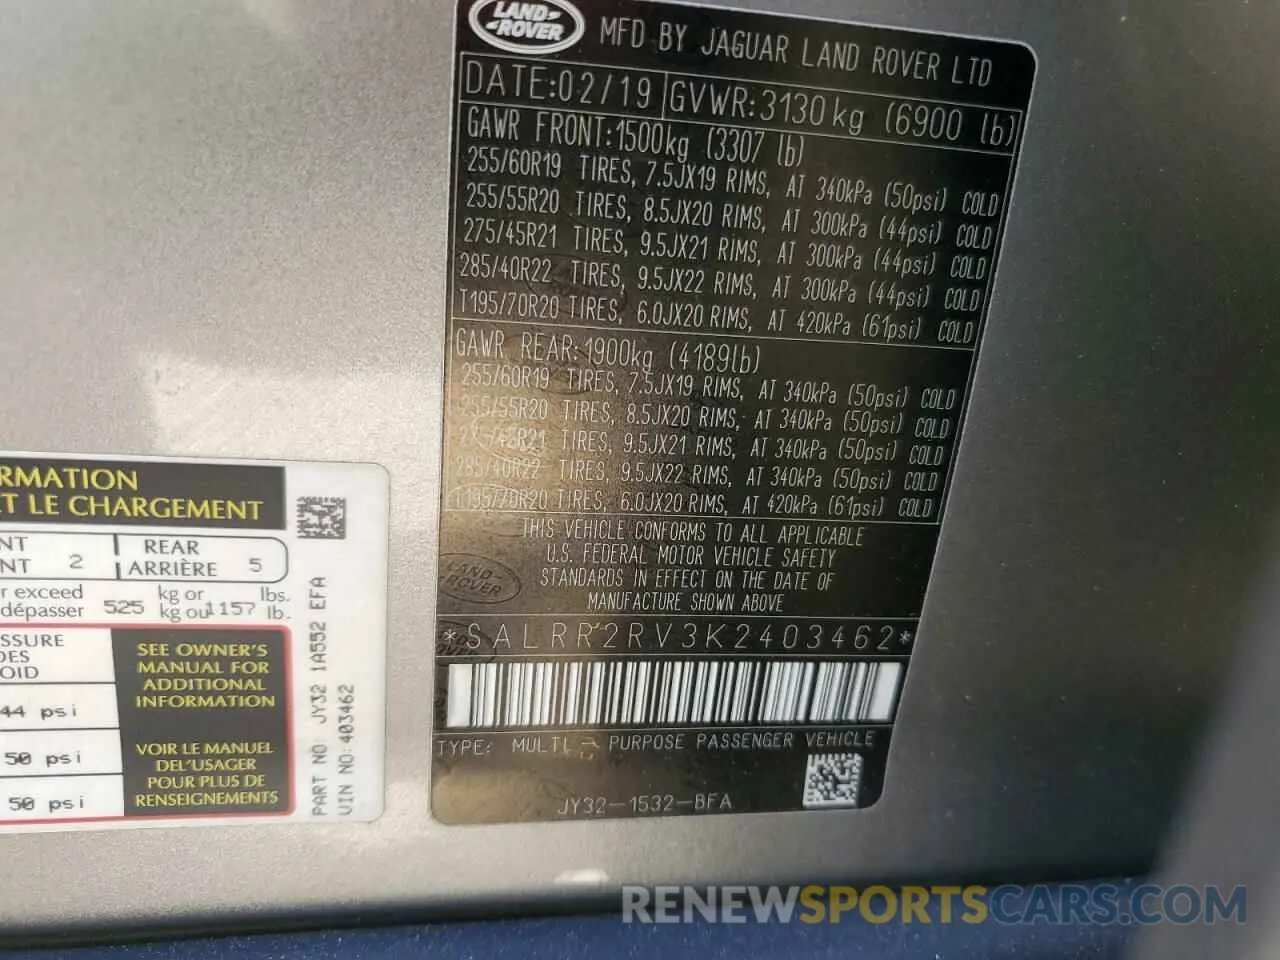 LAND-
-ROVER
MFD BY JAGUAR LAND ROVER LTD
DATE:02/19 GVWR:3130kg (6900 lb)
GAWR FRONT:1500kg (3307 lb)
255/60R19 TIRES, 7.5JX19 RIMS, AT 340kPa (50psi) COLD
255/55R20 TIRES, 8.5JX20 RIMS, AT 300kPa (44psi) COLD
275/45R21 TIRES, 9.5JX21 RIMS, AT 300kPa (44psi) COLD
285/40R22 TIRES, 9.5JX22 RIMS, AT 300kPa (44psi) COLD
T195/70R20 TIRES, 6.0JX20 RIMS, AT 420kPa (61psi) COLD
GAWR REAR:1900kg (4189lb)
255/60R19 TIRES, 7.5JX19 RIMS, AT 340kPa (50psi) COLD
255/55R20 TIRES, 8.5JX20 RIMS, AT 340kPa (50psi) COLD
275/45R21 TIRES, 9.5JX21 RIMS, AT 340kPa (50psi) COLD
285/40R22 TIRES, 9.5JX22 RIMS, AT 340kPa (50psi) COLD
T195/70R20 TIRES, 6.0JX20 RIMS, AT 420kPa (61psi) COLD
THIS VEHICLE CONFORMS TO ALL APPLICABLE
U.S. FEDERAL MOTOR VEHICLE SAFETY
STANDARDS IN EFFECT ON THE DATE OF
MANUFACTURE SHOWN ABOVE
LAND-
-ROVER
*SALRR2RV3K2403462*
TYPE: MULTI - PURPOSE PASSENGER VEHICLE
JY32-1532-BFA
RMATION
ET LE CHARGEMENT
NT 2 REAR 5
NT ARRIÈRE
r exceed 525 kg or 1157 lbs.
dépasser kg ou lb.
SSURE
DES
OID
44 psi
50 psi
50 psi
SEE OWNER'S
MANUAL FOR
ADDITIONAL
INFORMATION
VOIR LE MANUEL
DEL'USAGER
POUR PLUS DE
RENSEIGNEMENTS
PART NO: JY32 1A552 EFA
VIN NO:403462
RENEWSPORTSCARS.COM